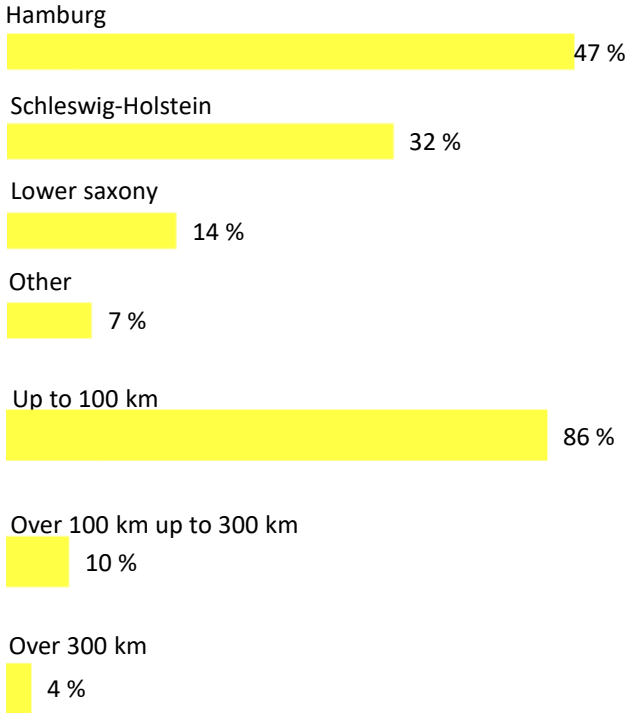 Hamburg
47 %
Schleswig-Holstein
32 %
Lower saxony
14 %
Other
7 %
Up to 100 km
86 %
Over 100 km up to 300 km
10 %
Over 300 km
4 %